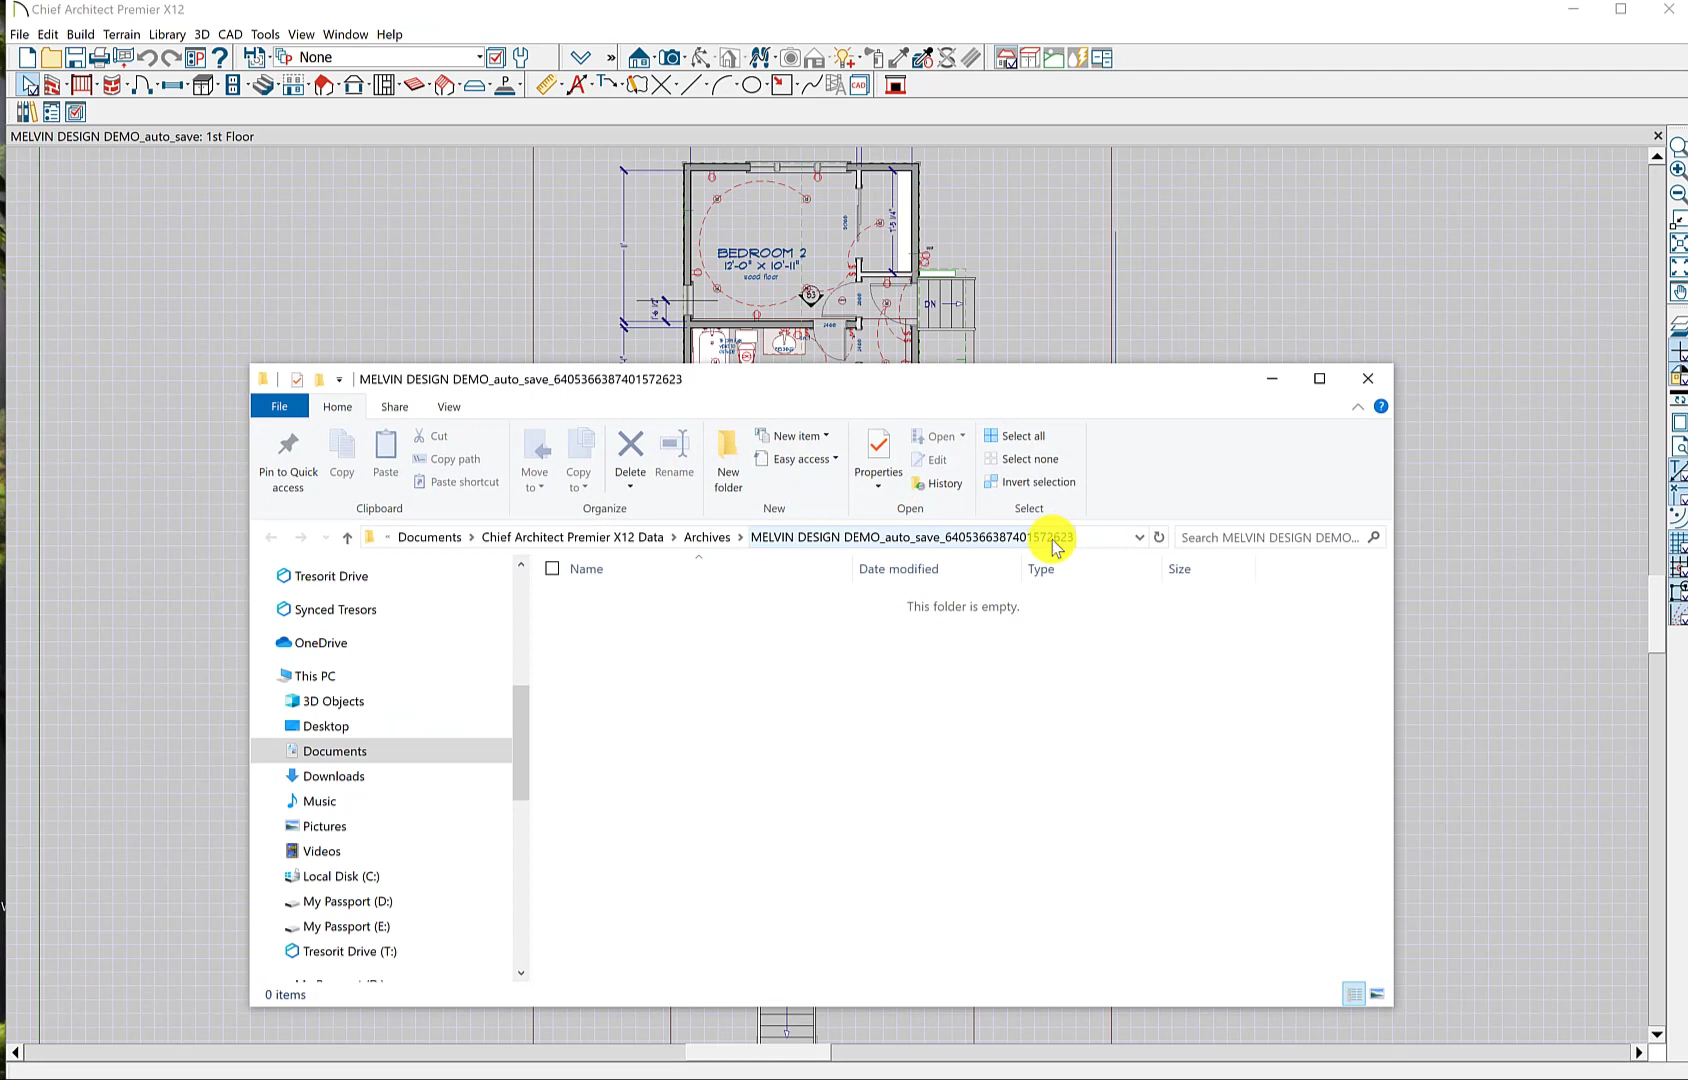 Chief Architect Premier X12
File Edit Build Terrain Library 3D CAD Tools View Window Help
None
CAD
MELVIN DESIGN DEMO_auto_save: 1st Floor
BEDROOM 2
12'-0" X 10'-11"
wood floor
DN
2460
MELVIN DESIGN DEMO_auto_save_6405366387401572623
File Home Share View
Pin to Quick access
Copy
Paste
Cut
Copy path
Paste shortcut
Clipboard
Move to
Copy to
Delete
Rename
Organize
New folder
New item
Easy access
New
Properties
Open
Edit
History
Open
Select all
Select none
Invert selection
Select
« Documents > Chief Architect Premier X12 Data > Archives > MELVIN DESIGN DEMO_auto_save_6405366387401572623
Search MELVIN DESIGN DEMO...
Name Date modified Type Size
This folder is empty.
Tresorit Drive
Synced Tresors
OneDrive
This PC
3D Objects
Desktop
Documents
Downloads
Music
Pictures
Videos
Local Disk (C:)
My Passport (D:)
My Passport (E:)
Tresorit Drive (T:)
0 items